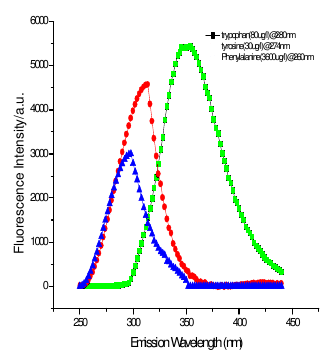 6000
5000
4000
3000
2000
1000
0
Fluorescence Intensity/a.u.
trypophen(80ug/l)@280nm
tyrosine(30ug/l)@274nm
Phenylalanine(3600ug/l)@260nm
250
300
350
400
450
Emission Wavelength (nm)